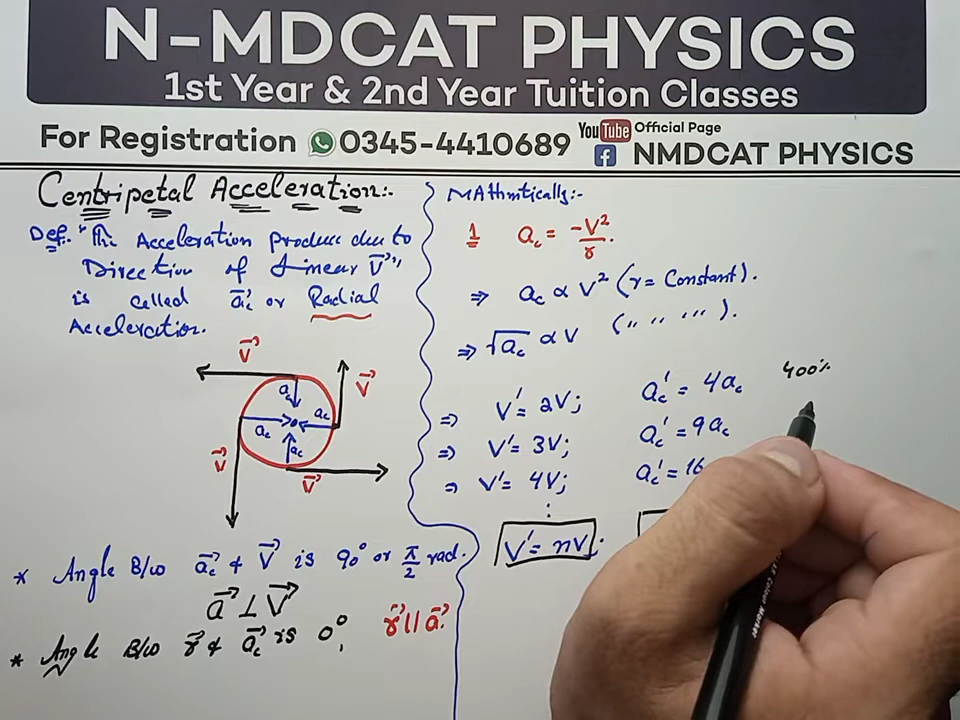 N-MDCAT PHYSICS
1st Year & 2nd Year Tuition Classes
For Registration 0345-4410689 YouTube Official Page
NMDCAT PHYSICS
Centripetal Acceleration:-
Def:- "The Acceleration produce due to
Direction of Linear V⃗"
is called a⃗c or Radial
Acceleration.
V⃗
V⃗
ac
ac
ac
ac
V⃗
V⃗
* Angle B/w a⃗c & V⃗ is 90° or π/2 rad.
a⃗ ⊥ V⃗
* Angle B/w r⃗ & a⃗c is 0°, r⃗ || a⃗.
MAthmtically:-
1 ac = -V²/r.
⇒ ac ∝ V² (r = Constant).
⇒ √ac ∝ V (" " " ").
⇒ V' = 2V; ac' = 4ac 400%
⇒ V' = 3V; ac' = 9ac
⇒ V' = 4V; ac' = 16
⋮
V' = nV.